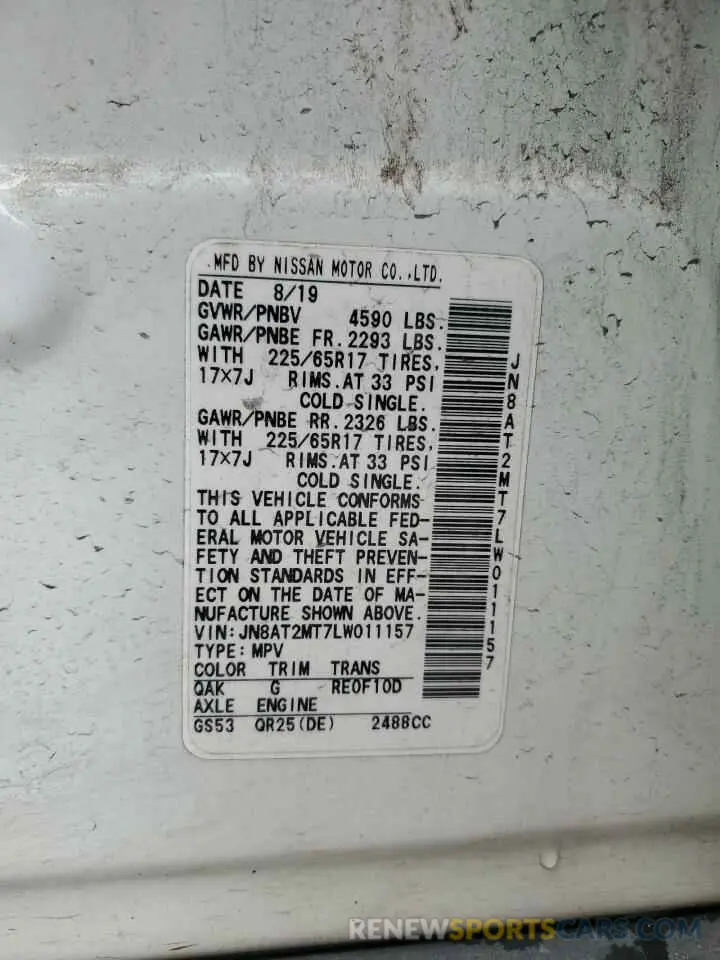 .MFD BY NISSAN MOTOR CO.,LTD.
DATE 8/19
GVWR/PNBV 4590 LBS.
GAWR/PNBE FR. 2293 LBS.
WITH 225/65R17 TIRES,
17×7J RIMS.AT 33 PSI
COLD SINGLE.
GAWR/PNBE RR. 2326 LBS.
WITH 225/65R17 TIRES,
17×7J RIMS.AT 33 PSI
COLD SINGLE.
THIS VEHICLE CONFORMS
TO ALL APPLICABLE FED-
ERAL MOTOR VEHICLE SA-
FETY AND THEFT PREVEN-
TION STANDARDS IN EFF-
ECT ON THE DATE OF MA-
NUFACTURE SHOWN ABOVE.
VIN:JN8AT2MT7LW011157
TYPE:MPV
COLOR TRIM TRANS
QAK G RE0F10D
AXLE ENGINE
GS53 QR25(DE) 2488CC
JN8AT2MT7LW011157
RENEWSPORTSCARS.COM